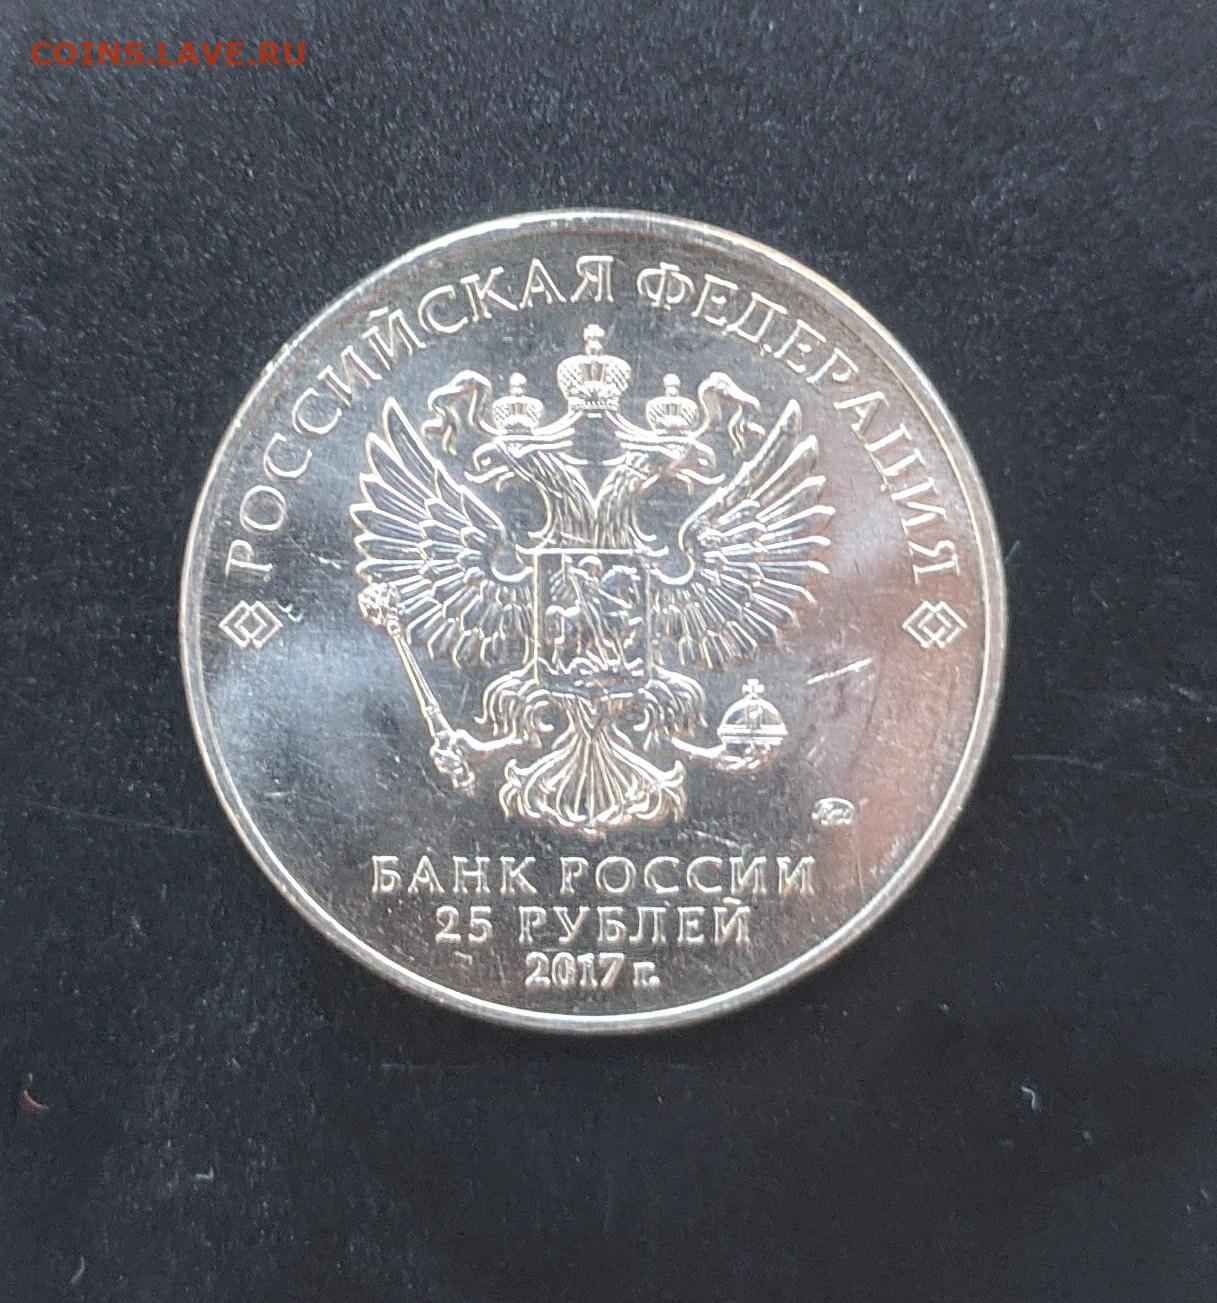 COINS.LAVE.RU
РОССИЙСКАЯ ФЕДЕРАЦИЯ
БАНК РОССИИ
25 РУБЛЕЙ
2017 г.